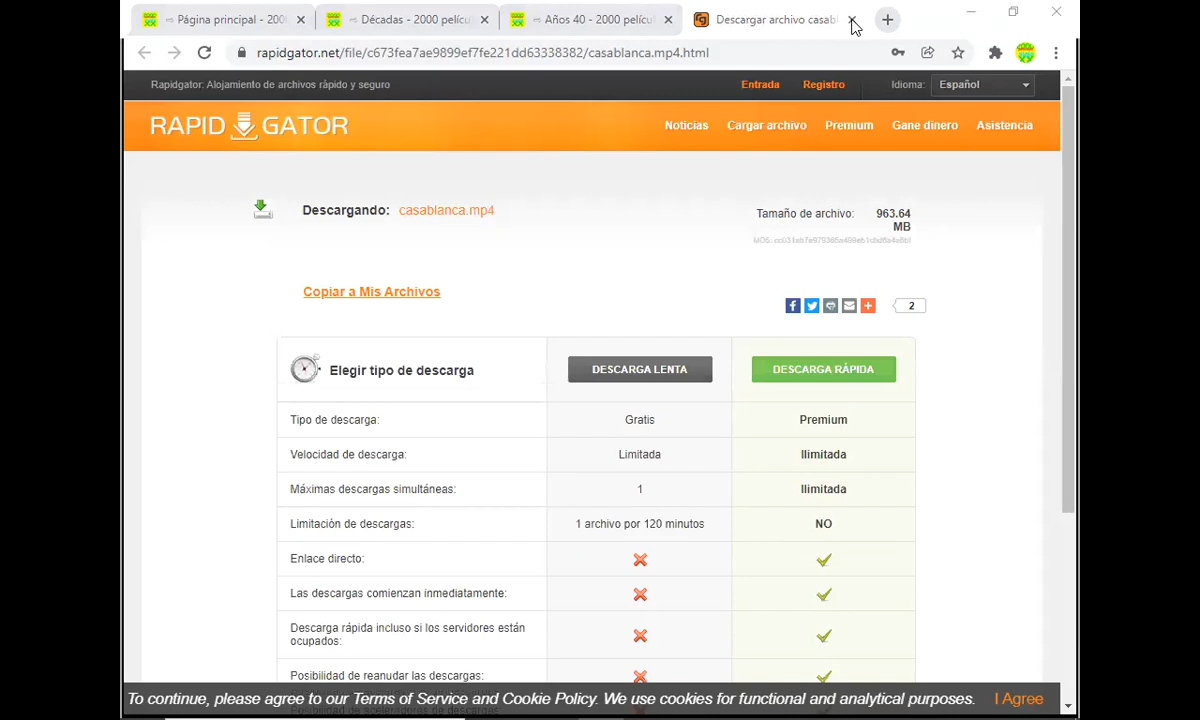 ⇨ Página principal - 200
⇨ Décadas - 2000 pelícu
⇨ Años 40 - 2000 películ
Descargar archivo casabl
rapidgator.net/file/c673fea7ae9899ef7fe221dd63338382/casablanca.mp4.html
Rapidgator: Alojamiento de archivos rápido y seguro
Entrada
Registro
Idioma:
Español
RAPID GATOR
Noticias
Cargar archivo
Premium
Gane dinero
Asistencia
Descargando: casablanca.mp4
Tamaño de archivo: 963.64
MB
Copiar a Mis Archivos
2
Elegir tipo de descarga
DESCARGA LENTA
DESCARGA RÁPIDA
Tipo de descarga: Gratis Premium
Velocidad de descarga: Limitada Ilimitada
Máximas descargas simultáneas: 1 Ilimitada
Limitación de descargas: 1 archivo por 120 minutos NO
Enlace directo:
Las descargas comienzan inmediatamente:
Descarga rápida incluso si los servidores están
ocupados:
Posibilidad de reanudar las descargas:
To continue, please agree to our Terms of Service and Cookie Policy. We use cookies for functional and analytical purposes. I Agree